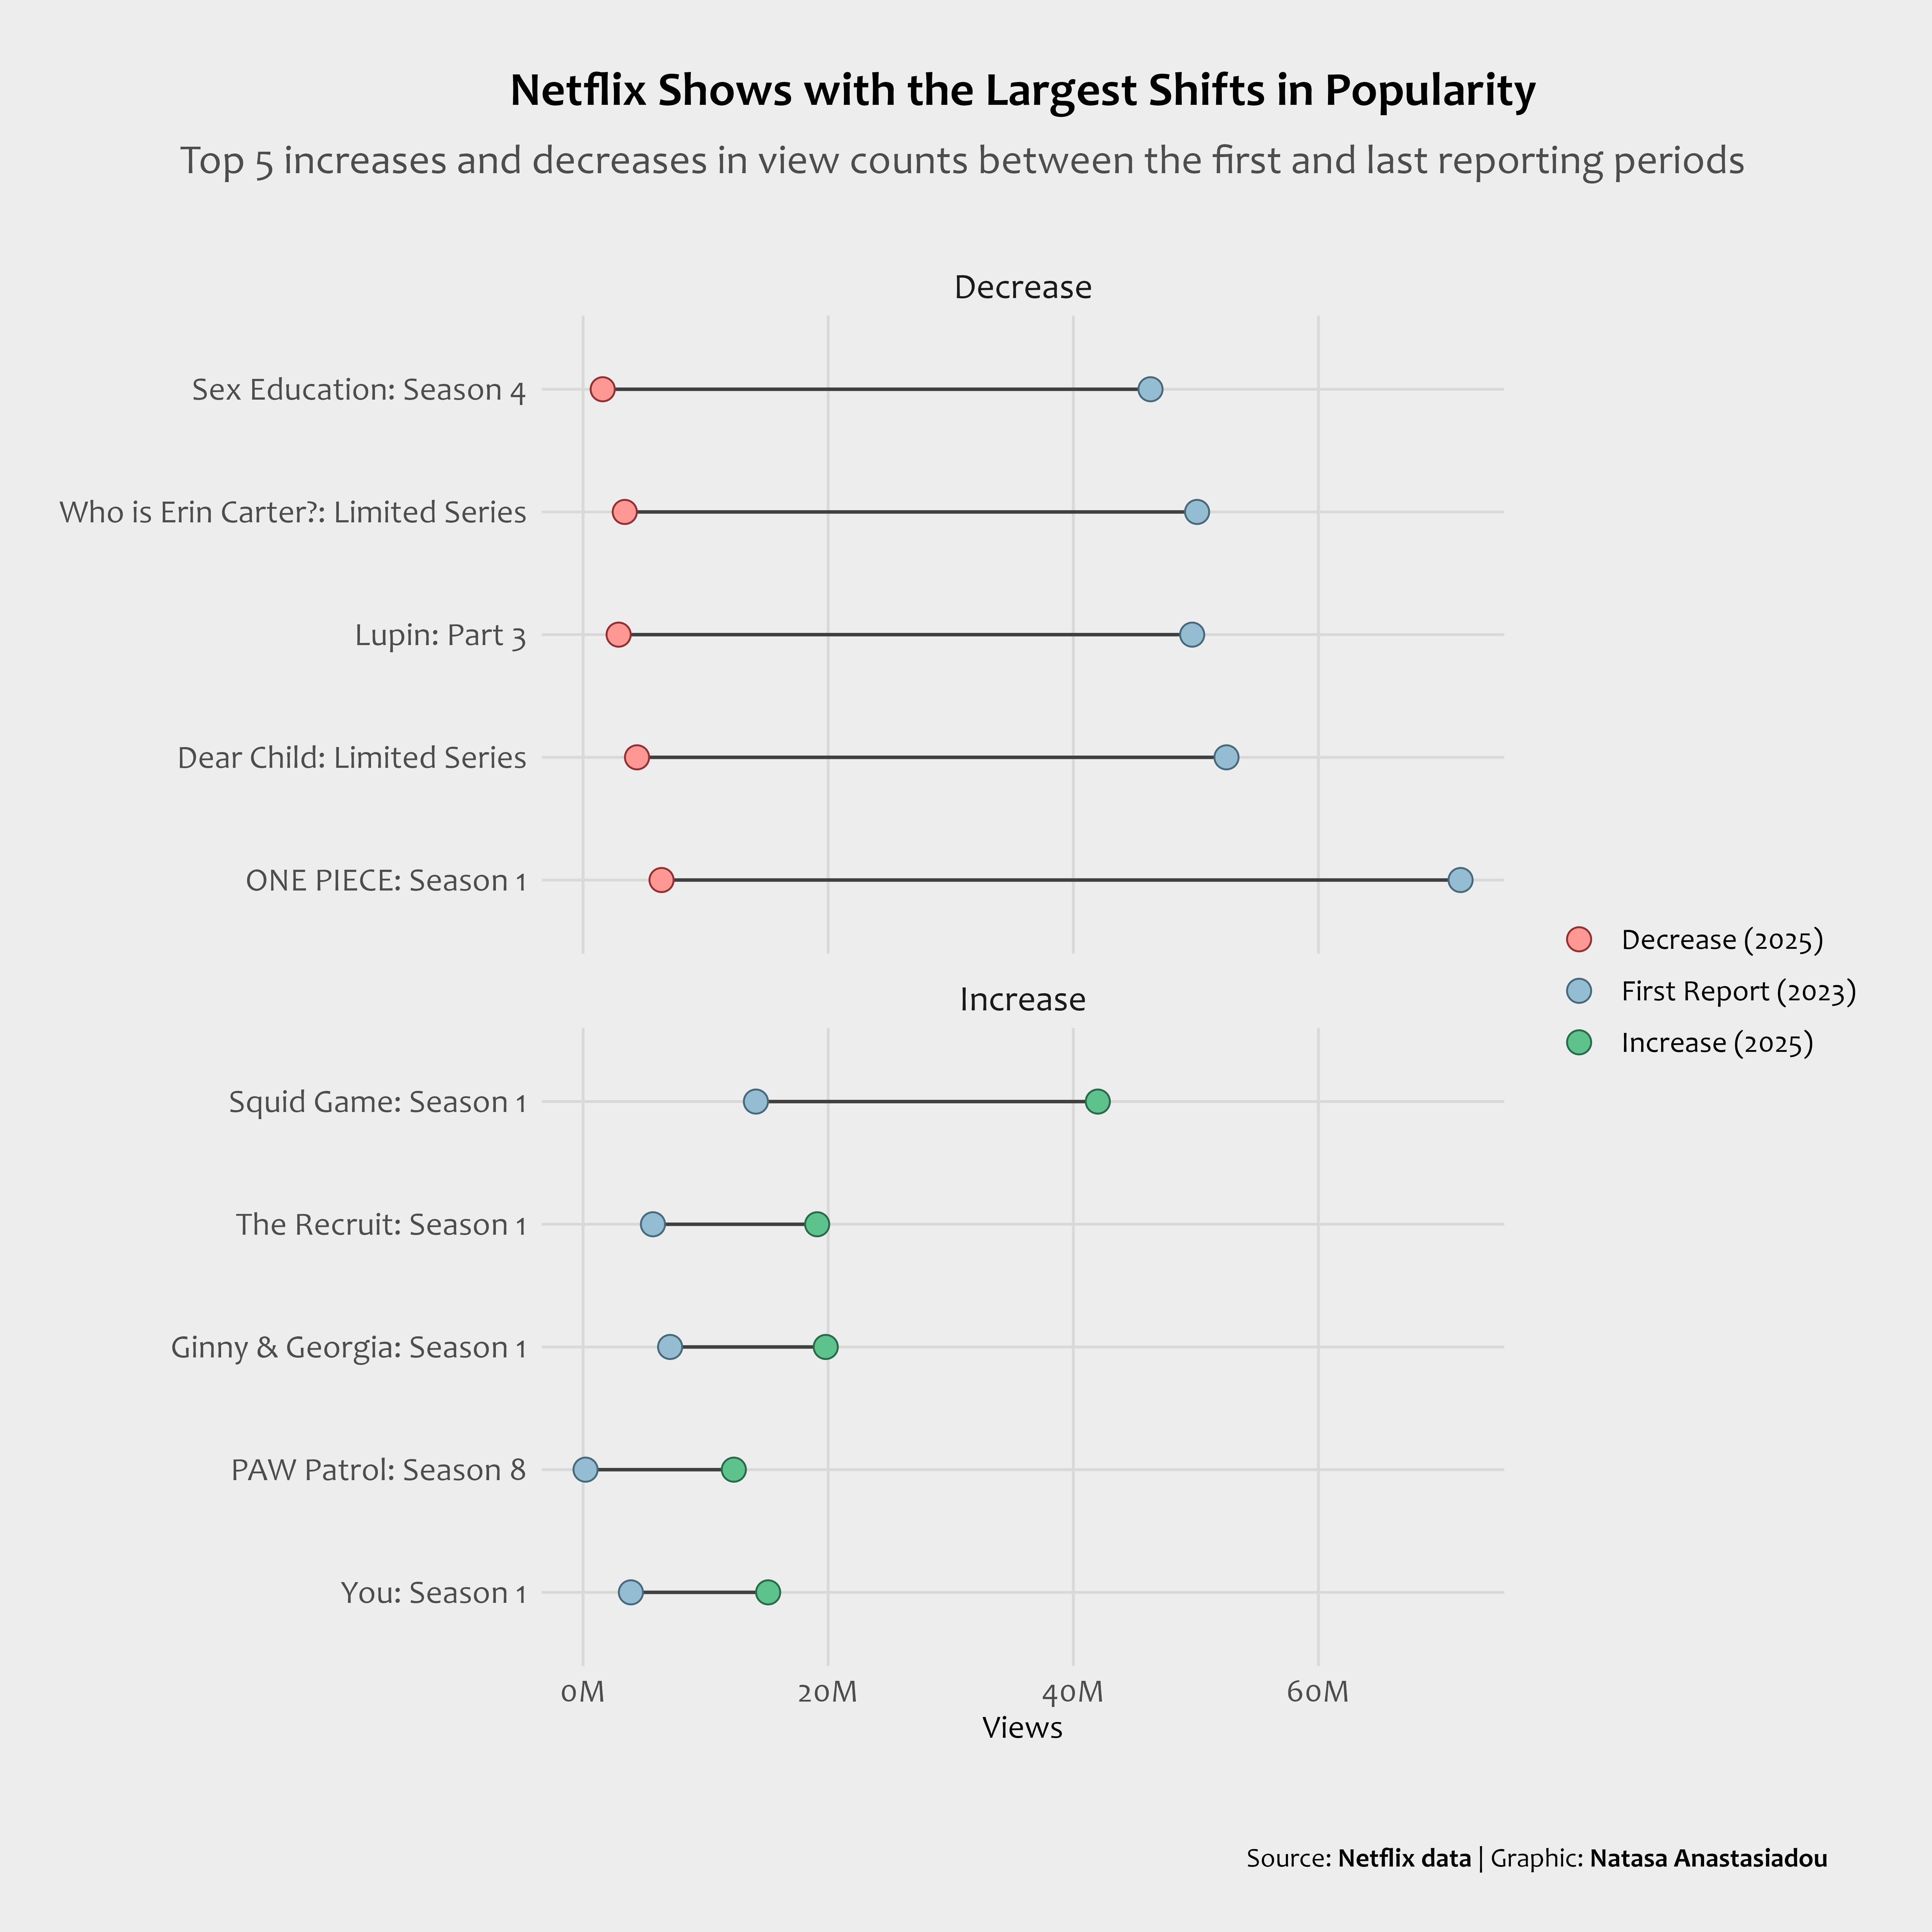 Netflix Shows with the Largest Shifts in Popularity
Top 5 increases and decreases in view counts between the first and last reporting periods
Decrease
Sex Education: Season 4
Who is Erin Carter?: Limited Series
Lupin: Part 3
Dear Child: Limited Series
ONE PIECE: Season 1
Decrease (2025)
First Report (2023)
Increase (2025)
Increase
Squid Game: Season 1
The Recruit: Season 1
Ginny & Georgia: Season 1
PAW Patrol: Season 8
You: Season 1
0M 20M 40M 60M
Views
Source: Netflix data | Graphic: Natasa Anastasiadou